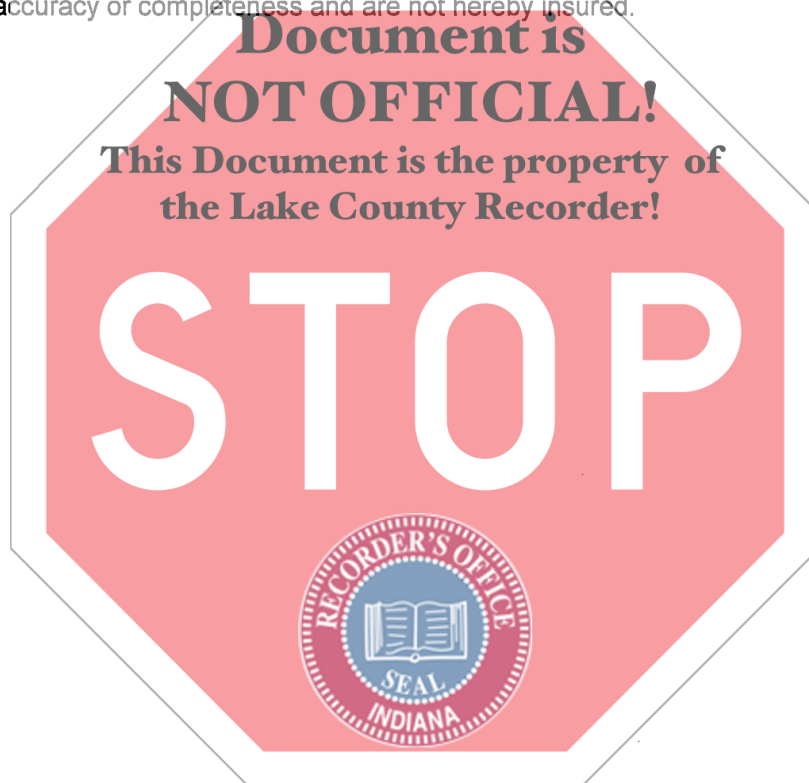 accuracy or completeness and are not hereby insured.
Document is
NOT OFFICIAL!
This Document is the property of
the Lake County Recorder!
STOP
RECORDER'S OFFICE
SEAL
INDIANA